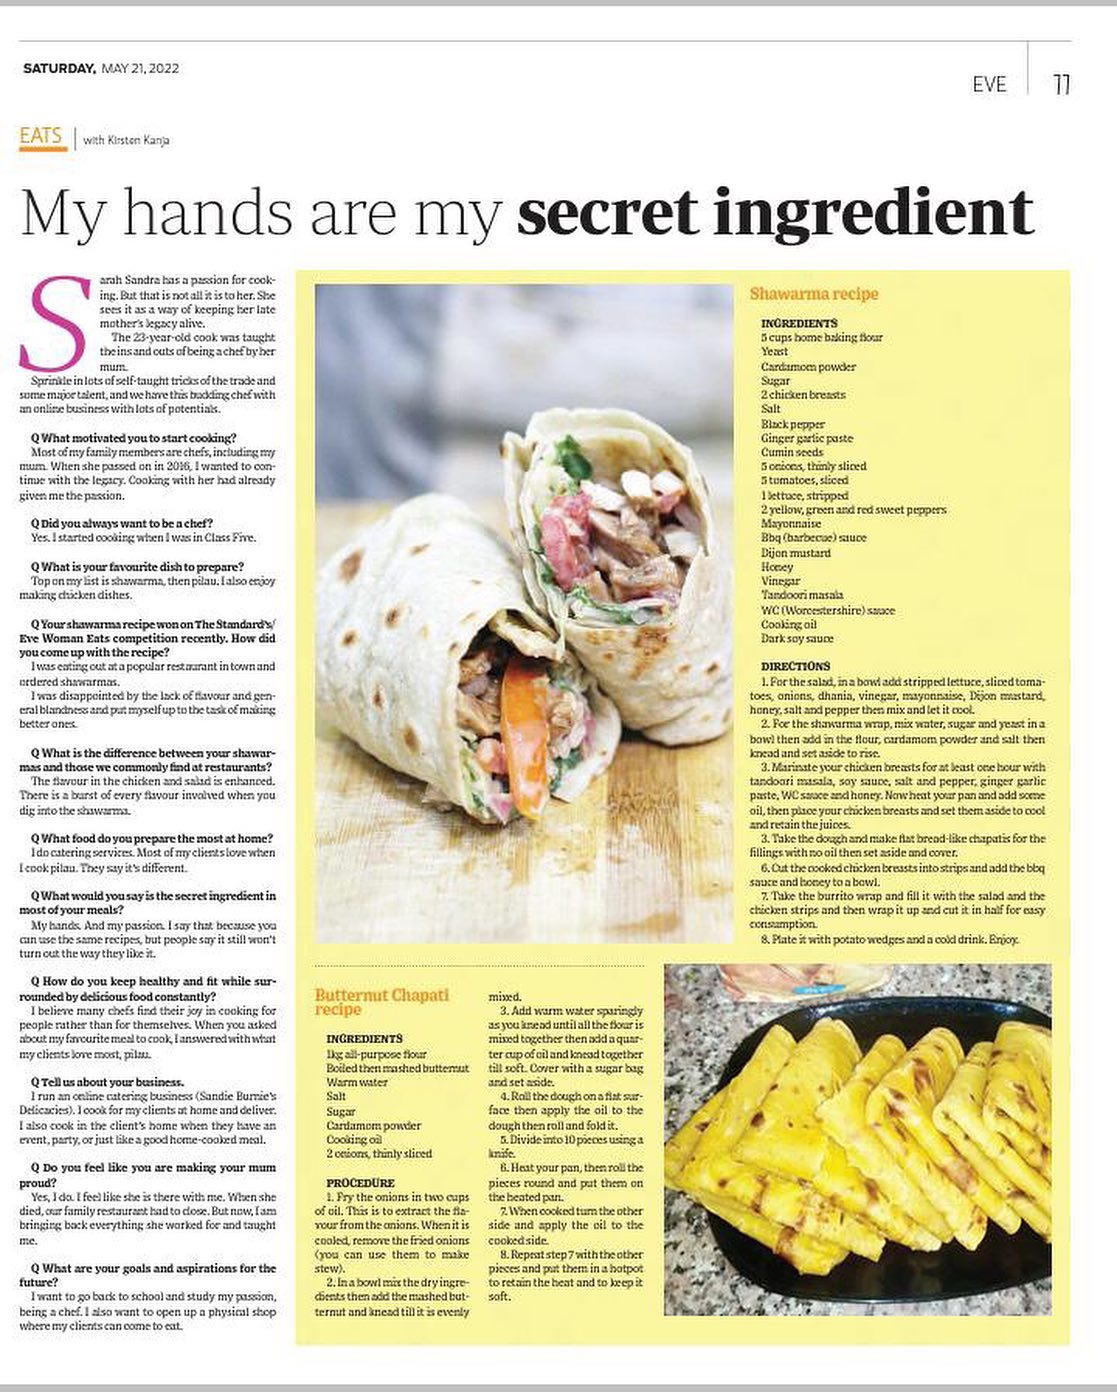 SATURDAY, MAY 21, 2022
EVE 11
EATS with Kirsten Kanja
My hands are my secret ingredient
Sarah Sandra has a passion for cook-
ing. But that is not all it is to her. She
sees it as a way of keeping her late
mother's legacy alive.
The 23-year-old cook was taught
the ins and outs of being a chef by her
mum.
Sprinkle in lots of self-taught tricks of the trade and
some major talent, and we have this budding chef with
an online business with lots of potentials.
Q What motivated you to start cooking?
Most of my family members are chefs, including my
mum. When she passed on in 2016, I wanted to con-
tinue with the legacy. Cooking with her had already
given me the passion.
Q Did you always want to be a chef?
Yes. I started cooking when I was in Class Five.
Q What is your favourite dish to prepare?
Top on my list is shawarma, then pilau. I also enjoy
making chicken dishes.
Q Your shawarma recipe won on The Standard's/
Eve Woman Eats competition recently. How did
you come up with the recipe?
I was eating out at a popular restaurant in town and
ordered shawarmas.
I was disappointed by the lack of flavour and gen-
eral blandness and put myself up to the task of making
better ones.
Q What is the difference between your shawar-
mas and those we commonly find at restaurants?
The flavour in the chicken and salad is enhanced.
There is a burst of every flavour involved when you
dig into the shawarma.
Q What food do you prepare the most at home?
I do catering services. Most of my clients love when
I cook pilau. They say it's different.
Q What would you say is the secret ingredient in
most of your meals?
My hands. And my passion. I say that because you
can use the same recipes, but people say it still won't
turn out the way they like it.
Q How do you keep healthy and fit while sur-
rounded by delicious food constantly?
I believe many chefs find their joy in cooking for
people rather than for themselves. When you asked
about my favourite meal to cook, I answered with what
my clients love most, pilau.
Q Tell us about your business.
I run an online catering business (Sandie Burnie's
Delicacies). I cook for my clients at home and deliver.
I also cook in the client's home when they have an
event, party, or just like a good home-cooked meal.
Q Do you feel like you are making your mum
proud?
Yes, I do. I feel like she is there with me. When she
died, our family restaurant had to close. But now, I am
bringing back everything she worked for and taught
me.
Q What are your goals and aspirations for the
future?
I want to go back to school and study my passion,
being a chef. I also want to open up a physical shop
where my clients can come to eat.
Shawarma recipe
INGREDIENTS
5 cups home baking flour
Yeast
Cardamom powder
Sugar
2 chicken breasts
Salt
Black pepper
Ginger garlic paste
Cumin seeds
5 onions, thinly sliced
5 tomatoes, sliced
1 lettuce, stripped
2 yellow, green and red sweet peppers
Mayonnaise
Bbq (barbecue) sauce
Dijon mustard
Honey
Vinegar
Tandoori masala
WC (Worcestershire) sauce
Cooking oil
Dark soy sauce
DIRECTIONS
1. For the salad, in a bowl add stripped lettuce, sliced toma-
toes, onions, dhania, vinegar, mayonnaise, Dijon mustard,
honey, salt and pepper then mix and let it cool.
2. For the shawarma wrap, mix water, sugar and yeast in a
bowl then add in the flour, cardamom powder and salt then
knead and set aside to rise.
3. Marinate your chicken breasts for at least one hour with
tandoori masala, soy sauce, salt and pepper, ginger garlic
paste, WC sauce and honey. Now heat your pan and add some
oil, then place your chicken breasts and set them aside to cool
and retain the juices.
3. Take the dough and make flat bread-like chapatis for the
fillings with no oil then set aside and cover.
6. Cut the cooked chicken breasts into strips and add the bbq
sauce and honey to a bowl.
7. Take the burrito wrap and fill it with the salad and the
chicken strips and then wrap it up and cut it in half for easy
consumption.
8. Plate it with potato wedges and a cold drink. Enjoy.
Butternut Chapati
recipe
INGREDIENTS
1kg all-purpose flour
Boiled then mashed butternut
Warm water
Salt
Sugar
Cardamom powder
Cooking oil
2 onions, thinly sliced
PROCEDURE
1. Fry the onions in two cups
of oil. This is to extract the fla-
vour from the onions. When it is
cooled, remove the fried onions
(you can use them to make
stew).
2. In a bowl mix the dry ingre-
dients then add the mashed but-
ternut and knead till it is evenly
mixed.
3. Add warm water sparingly
as you knead until all the flour is
mixed together then add a quar-
ter cup of oil and knead together
till soft. Cover with a sugar bag
and set aside.
4. Roll the dough on a flat sur-
face then apply the oil to the
dough then roll and fold it.
5. Divide into 10 pieces using a
knife.
6. Heat your pan, then roll the
pieces round and put them on
the heated pan.
7. When cooked turn the other
side and apply the oil to the
cooked side.
8. Repeat step 7 with the other
pieces and put them in a hotpot
to retain the heat and to keep it
soft.